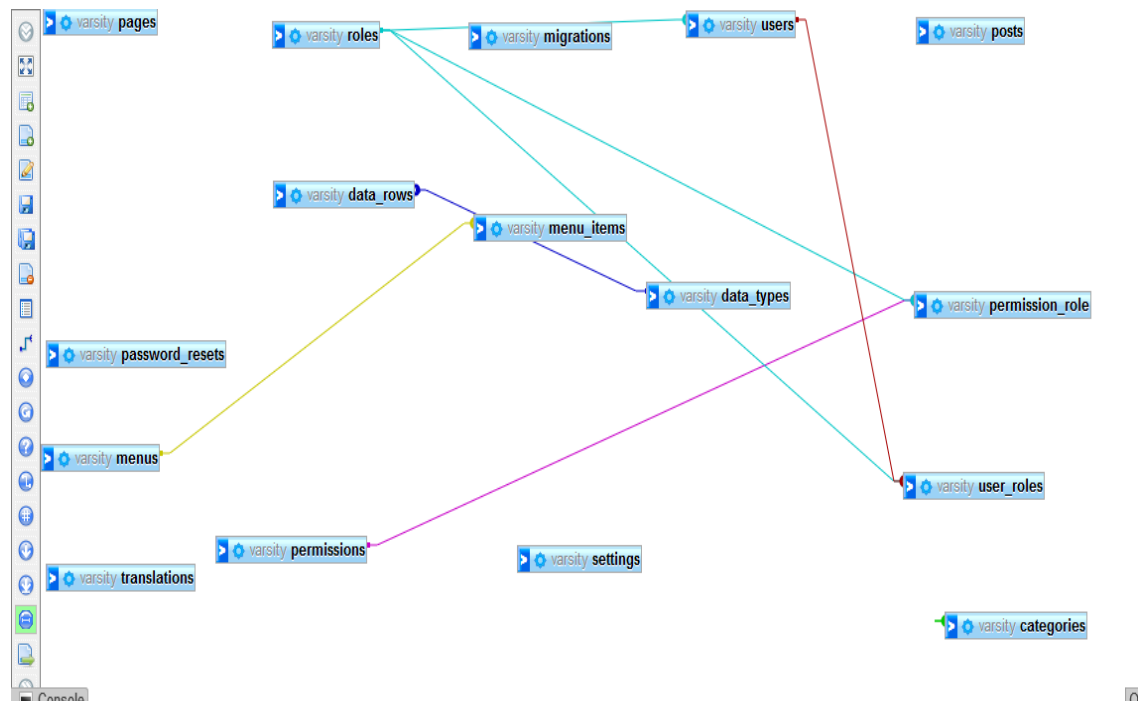 varsity pages
varsity roles
varsity migrations
varsity users
varsity posts
varsity data_rows
varsity menu_items
varsity data_types
varsity permission_role
varsity password_resets
varsity menus
varsity user_roles
varsity permissions
varsity settings
varsity translations
varsity categories
Console